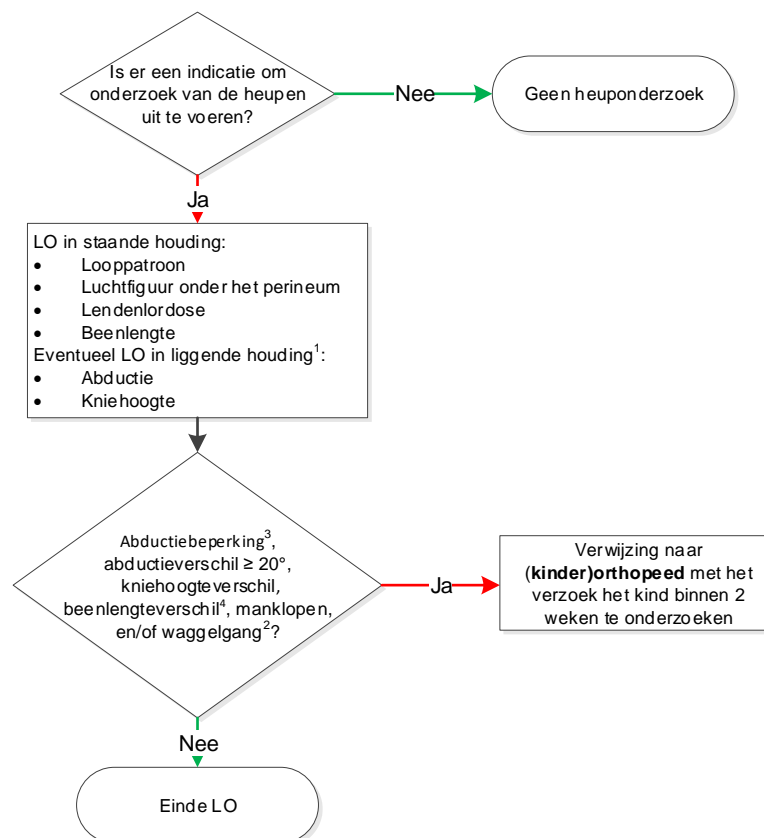 Is er een indicatie om
onderzoek van de heupen
uit te voeren?
Nee
Geen heuponderzoek
Ja
LO in staande houding:
• Looppatroon
• Luchtfiguur onder het perineum
• Lendenlordose
• Beenlengte
Eventueel LO in liggende houding¹:
• Abductie
• Kniehoogte
Abductiebeperking³,
abductieverschil ≥ 20°,
kniehoogteverschil,
beenlengteverschil⁴, manklopen,
en/of waggelgang²?
Ja
Verwijzing naar
(kinder)orthopeed met het
verzoek het kind binnen 2
weken te onderzoeken
Nee
Einde LO